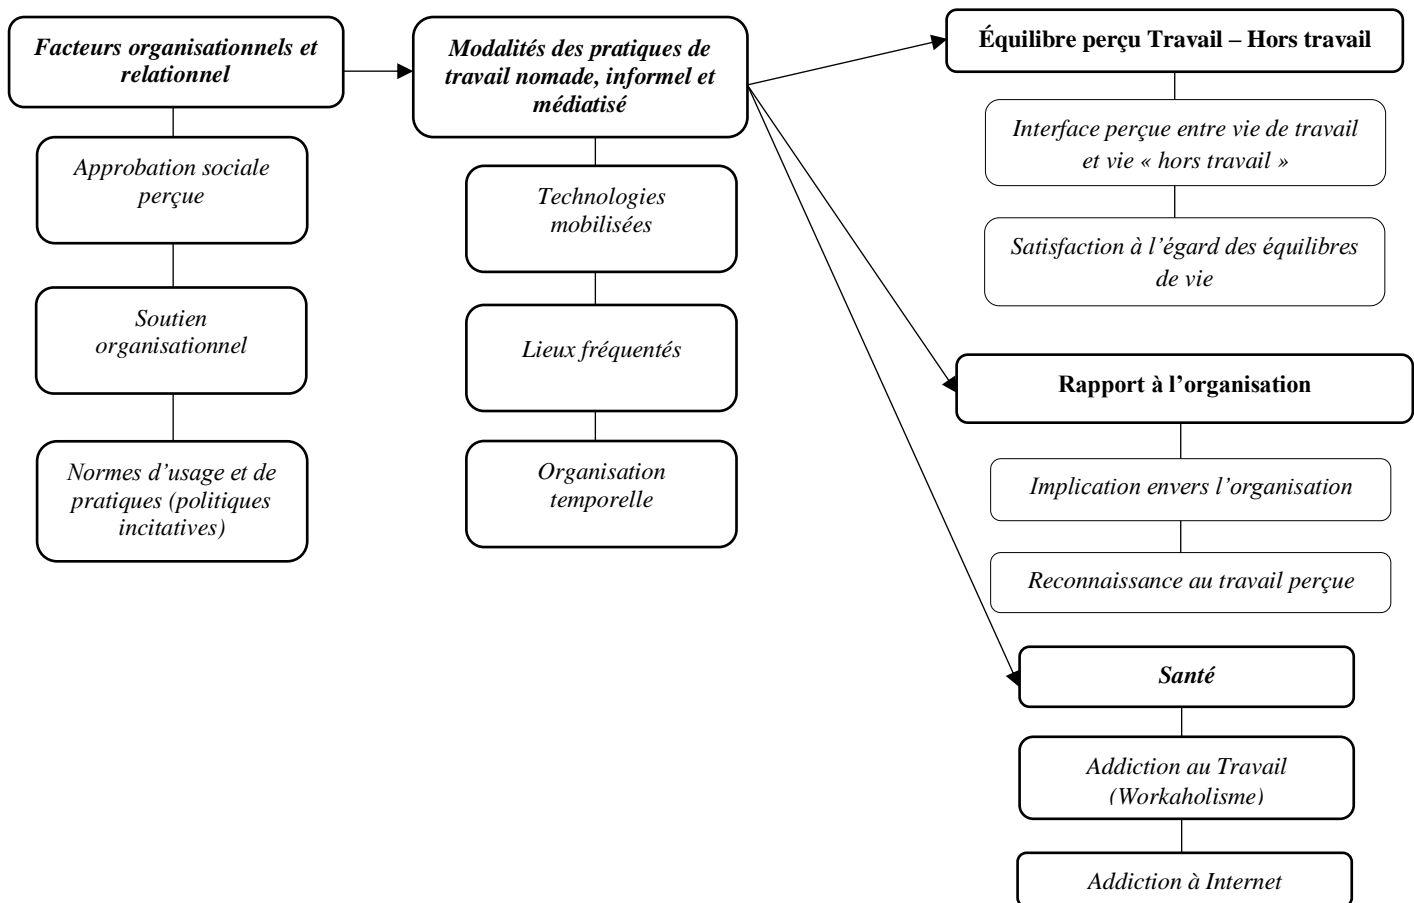 Facteurs organisationnels et
relationnel
Approbation sociale
perçue
Soutien
organisationnel
Normes d’usage et de
pratiques (politiques
incitatives)
Modalités des pratiques de
travail nomade, informel et
médiatisé
Technologies
mobilisées
Lieux fréquentés
Organisation
temporelle
Équilibre perçu Travail – Hors travail
Interface perçue entre vie de travail
et vie « hors travail »
Satisfaction à l’égard des équilibres
de vie
Rapport à l’organisation
Implication envers l’organisation
Reconnaissance au travail perçue
Santé
Addiction au Travail
(Workaholisme)
Addiction à Internet